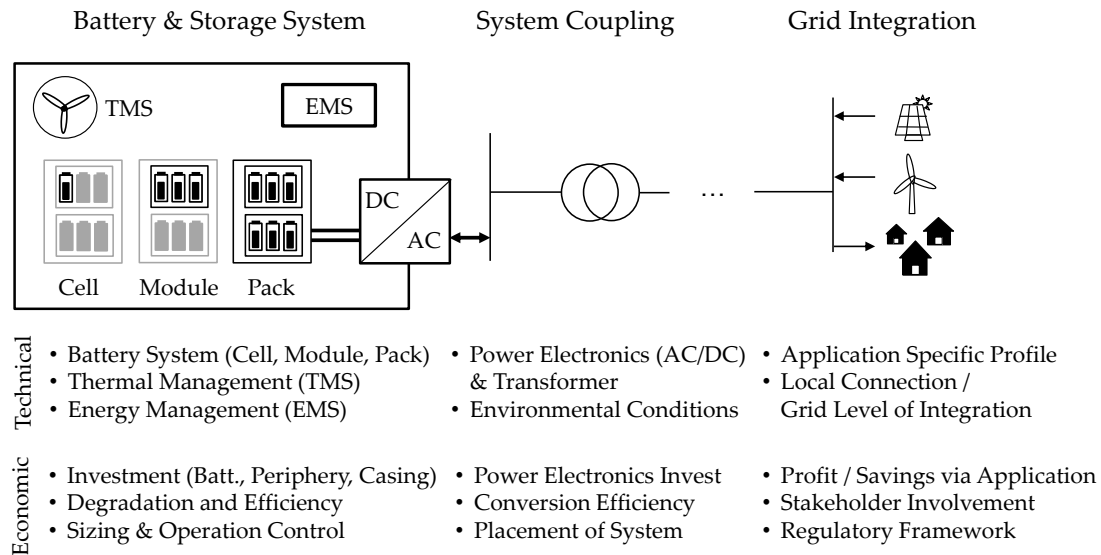 Battery & Storage System
System Coupling
Grid Integration
TMS
EMS
DC
AC
...
Cell
Module
Pack
Technical
• Battery System (Cell, Module, Pack)
• Thermal Management (TMS)
• Energy Management (EMS)
• Power Electronics (AC/DC)
& Transformer
• Environmental Conditions
• Application Specific Profile
• Local Connection /
Grid Level of Integration
Economic
• Investment (Batt., Periphery, Casing)
• Degradation and Efficiency
• Sizing & Operation Control
• Power Electronics Invest
• Conversion Efficiency
• Placement of System
• Profit / Savings via Application
• Stakeholder Involvement
• Regulatory Framework